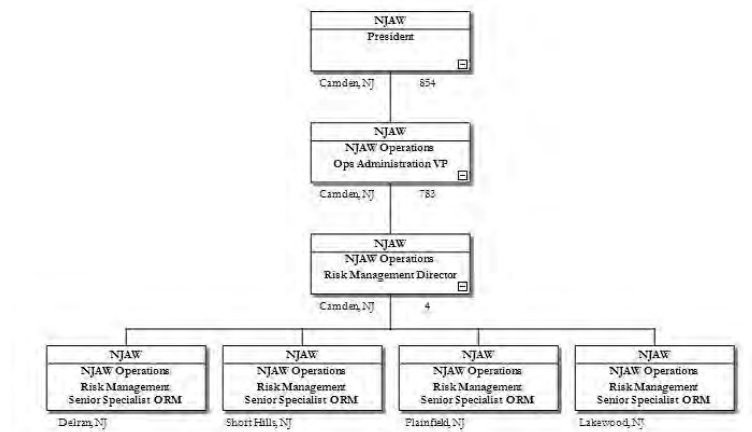 NJAW
President
Camden, NJ 854
NJAW
NJAW Operations
Ops Administration VP
Camden, NJ 783
NJAW
NJAW Operations
Risk Management Director
Camden, NJ 4
NJAW
NJAW Operations
Risk Management
Senior Specialist ORM
Delran, NJ
NJAW
NJAW Operations
Risk Management
Senior Specialist ORM
Short Hills, NJ
NJAW
NJAW Operations
Risk Management
Senior Specialist ORM
Plainfield, NJ
NJAW
NJAW Operations
Risk Management
Senior Specialist ORM
Lakewood, NJ